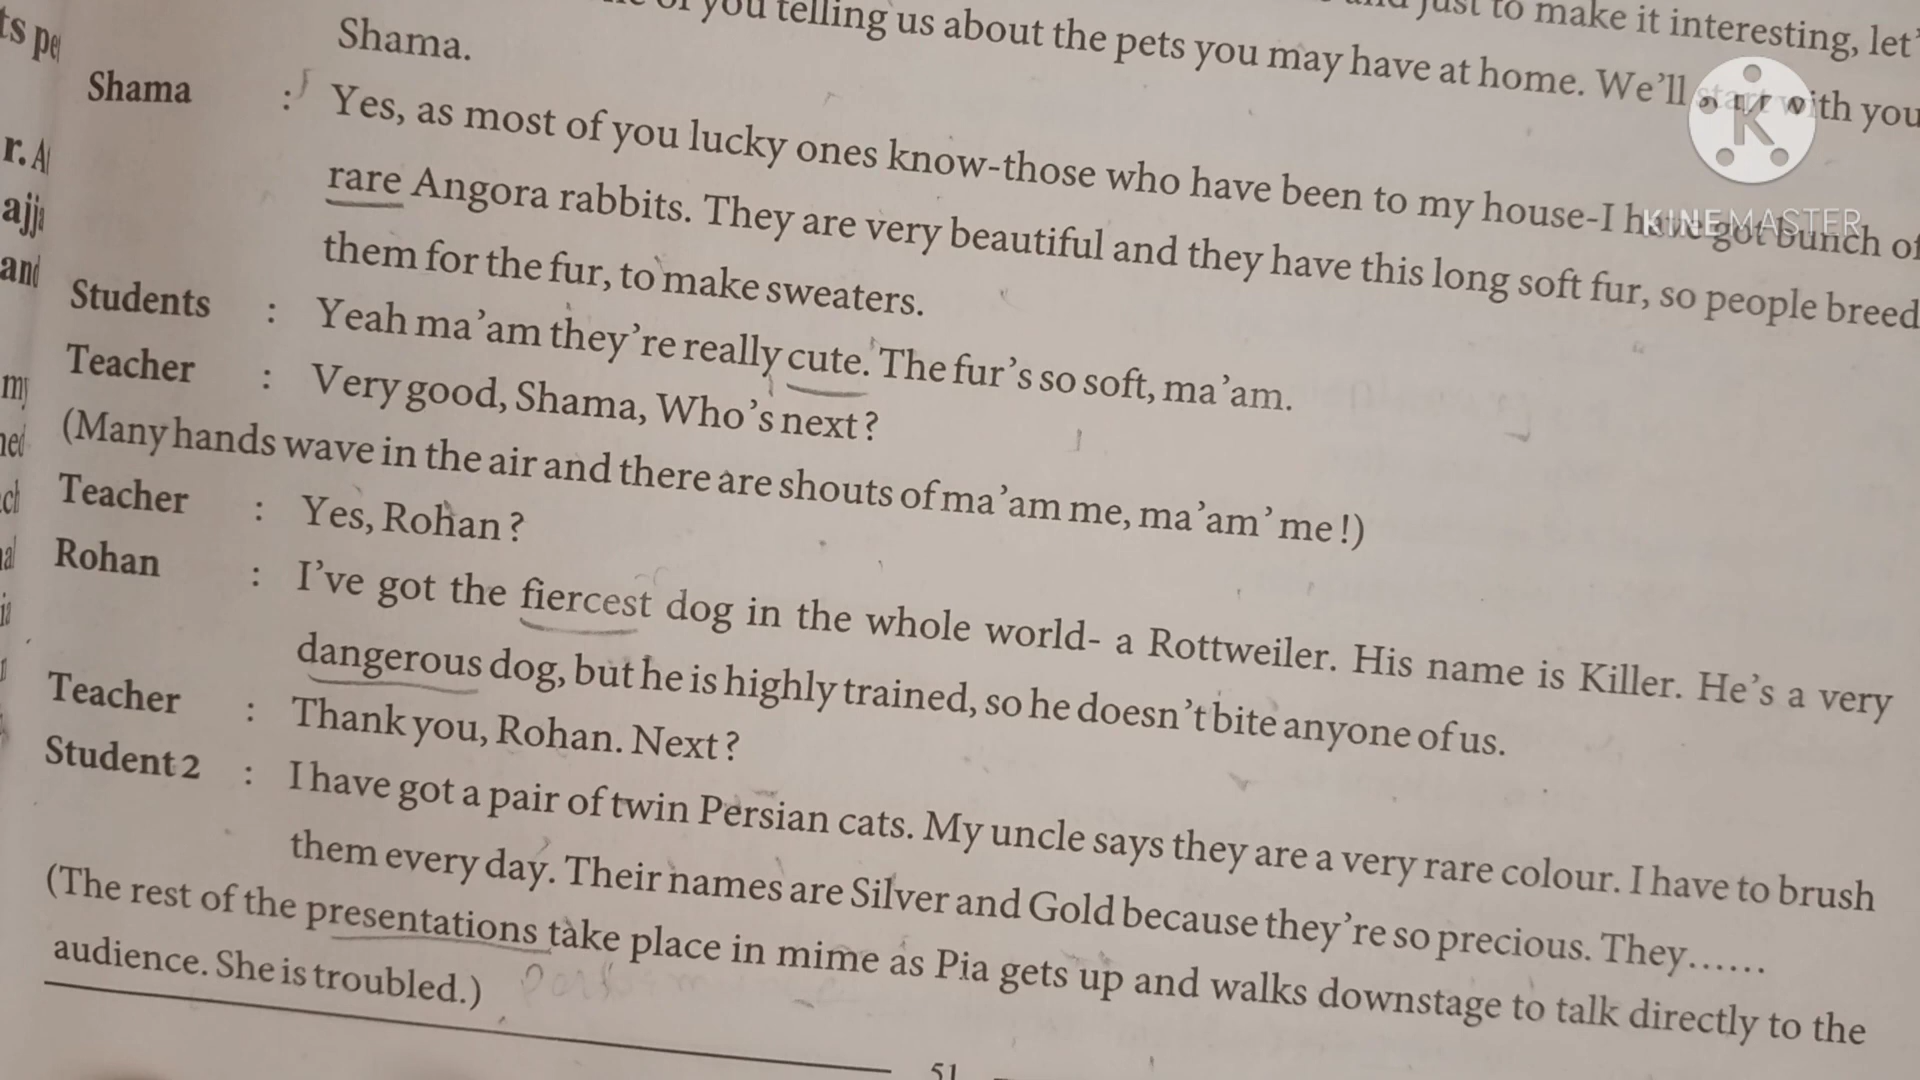 of you telling us about the pets you may have at home. We'll start with you
just to make it interesting, let'
Shama.
Shama : Yes, as most of you lucky ones know-those who have been to my house-I have got bunch of
rare Angora rabbits. They are very beautiful and they have this long soft fur, so people breed
them for the fur, to make sweaters.
Students : Yeah ma'am they're really cute. The fur's so soft, ma'am.
Teacher : Very good, Shama, Who's next?
(Many hands wave in the air and there are shouts of ma'am me, ma'am' me!)
Teacher : Yes, Rohan?
Rohan : I've got the fiercest dog in the whole world- a Rottweiler. His name is Killer. He's a very
dangerous dog, but he is highly trained, so he doesn't bite anyone of us.
Teacher : Thank you, Rohan. Next?
Student 2 : I have got a pair of twin Persian cats. My uncle says they are a very rare colour. I have to brush
them every day. Their names are Silver and Gold because they're so precious. They......
(The rest of the presentations take place in mime as Pia gets up and walks downstage to talk directly to the
audience. She is troubled.)
51
K
KINEMASTER